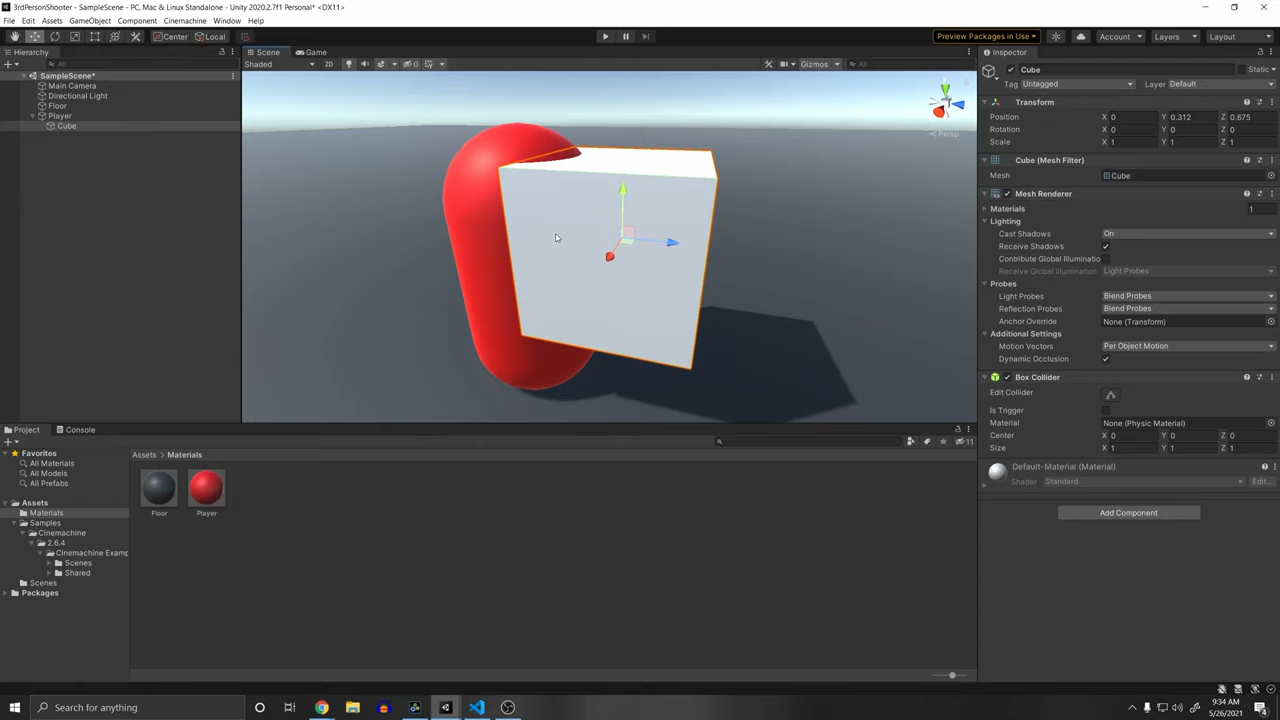 3rdPersonShooter - SampleScene - PC, Mac & Linux Standalone - Unity 2020.2.7f1 Personal* <DX11>
File Edit Assets GameObject Component Cinemachine Window Help
Center Local Preview Packages in Use Account Layers Layout
Hierarchy
All
SampleScene*
Main Camera
Directional Light
Floor
Player
Cube
Scene Game
Shaded 2D 0 Gizmos All
y
Persp
Inspector
Cube Static
Tag Untagged Layer Default
Transform
Position X 0 Y 0.312 Z 0.675
Rotation X 0 Y 0 Z 0
Scale X 1 Y 1 Z 1
Cube (Mesh Filter)
Mesh Cube
Mesh Renderer
Materials 1
Lighting
Cast Shadows On
Receive Shadows
Contribute Global Illuminatio
Receive Global Illumination Light Probes
Probes
Light Probes Blend Probes
Reflection Probes Blend Probes
Anchor Override None (Transform)
Additional Settings
Motion Vectors Per Object Motion
Dynamic Occlusion
Box Collider
Edit Collider
Is Trigger
Material None (Physic Material)
Center X 0 Y 0 Z 0
Size X 1 Y 1 Z 1
Default-Material (Material)
Shader Standard Edit...
Add Component
Project Console
11
Favorites
All Materials
All Models
All Prefabs
Assets
Materials
Samples
Cinemachine
2.6.4
Cinemachine Examp
Scenes
Shared
Scenes
Packages
Assets > Materials
Floor Player
Search for anything
9:34 AM
5/26/2021
4